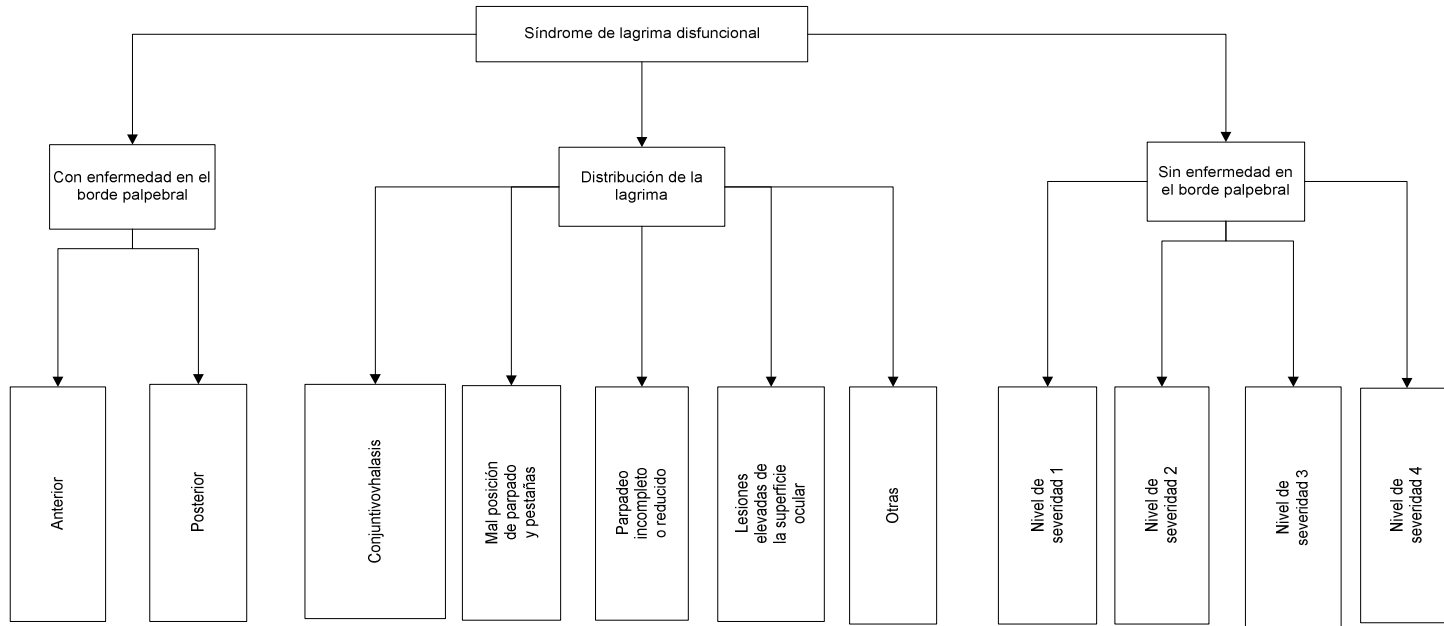 Síndrome de lagrima disfuncional
Con enfermedad en el
borde palpebral
Distribución de la
lagrima
Sin enfermedad en
el borde palpebral
Anterior
Posterior
Conjuntivovhalasis
Mal posición
de parpado
y pestañas
Parpadeo
incompleto
o reducido
Lesiones
elevadas de
la superficie
ocular
Otras
Nivel de
severidad 1
Nivel de
severidad 2
Nivel de
severidad 3
Nivel de
severidad 4